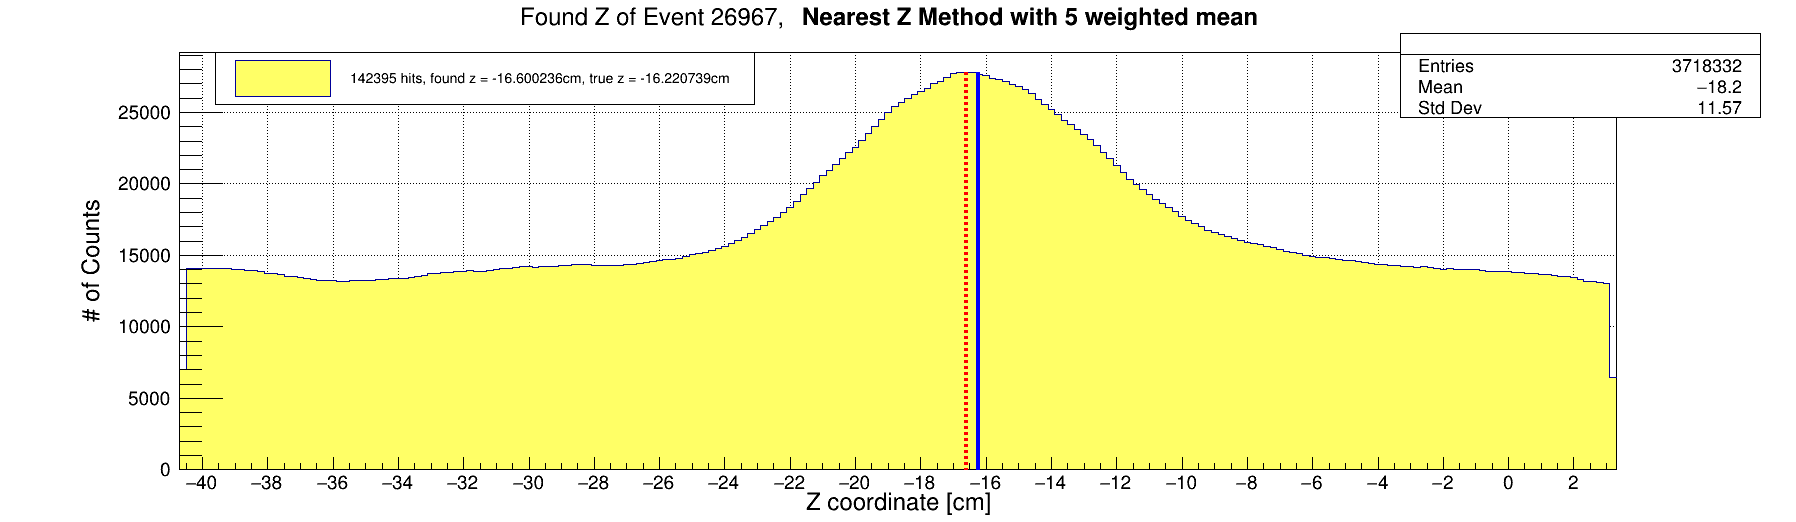 Found Z of Event 26967, Nearest Z Method with 5 weighted mean
142395 hits, found z = -16.600236cm, true z = -16.220739cm
Entries 3718332
Mean −18.2
Std Dev 11.57
# of Counts
25000
20000
15000
10000
5000
0
−40 −38 −36 −34 −32 −30 −28 −26 −24 −22 −20 −18 −16 −14 −12 −10 −8 −6 −4 −2 0 2
Z coordinate [cm]